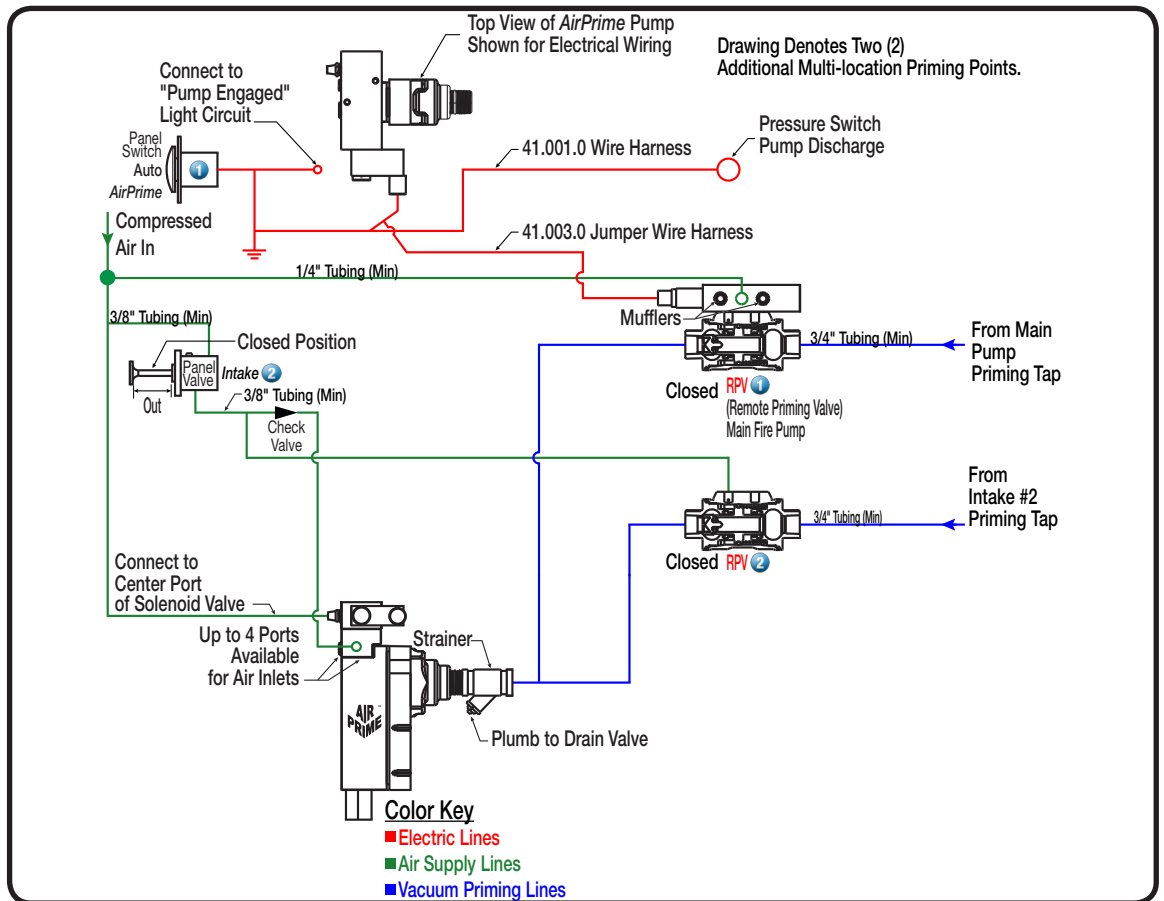 Top View of AirPrime Pump
Shown for Electrical Wiring
Drawing Denotes Two (2)
Additional Multi-location Priming Points.
Connect to
"Pump Engaged"
Light Circuit
Panel
Switch
Auto
AirPrime
1
Pressure Switch
Pump Discharge
41.001.0 Wire Harness
Compressed
Air In
41.003.0 Jumper Wire Harness
1/4" Tubing (Min)
3/8" Tubing (Min)
Mufflers
3/4" Tubing (Min)
From Main
Pump
Priming Tap
Closed Position
Panel
Valve
Intake 2
Out
3/8" Tubing (Min)
Check
Valve
Closed RPV 1
(Remote Priming Valve)
Main Fire Pump
From
Intake #2
Priming Tap
3/4" Tubing (Min)
Closed RPV 2
Connect to
Center Port
of Solenoid Valve
Up to 4 Ports
Available
for Air Inlets
Strainer
AIR
PRIME
™
Plumb to Drain Valve
Color Key
Electric Lines
Air Supply Lines
Vacuum Priming Lines